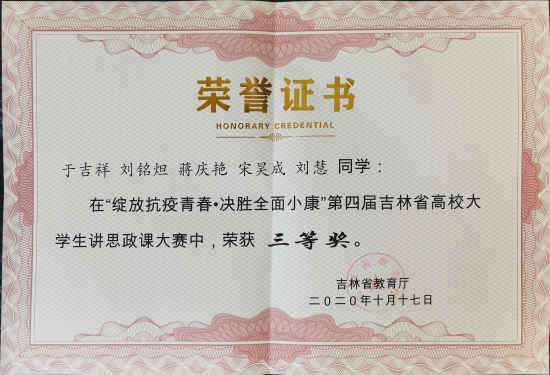 荣誉证书
HONORARY CREDENTIAL
于吉祥 刘铭炟 蒋庆艳 宋昊成 刘慧 同学：
在“绽放抗疫青春•决胜全面小康”第四届吉林省高校大
学生讲思政课大赛中，荣获 三等奖。
吉林省教育厅
二〇二〇年十月十七日